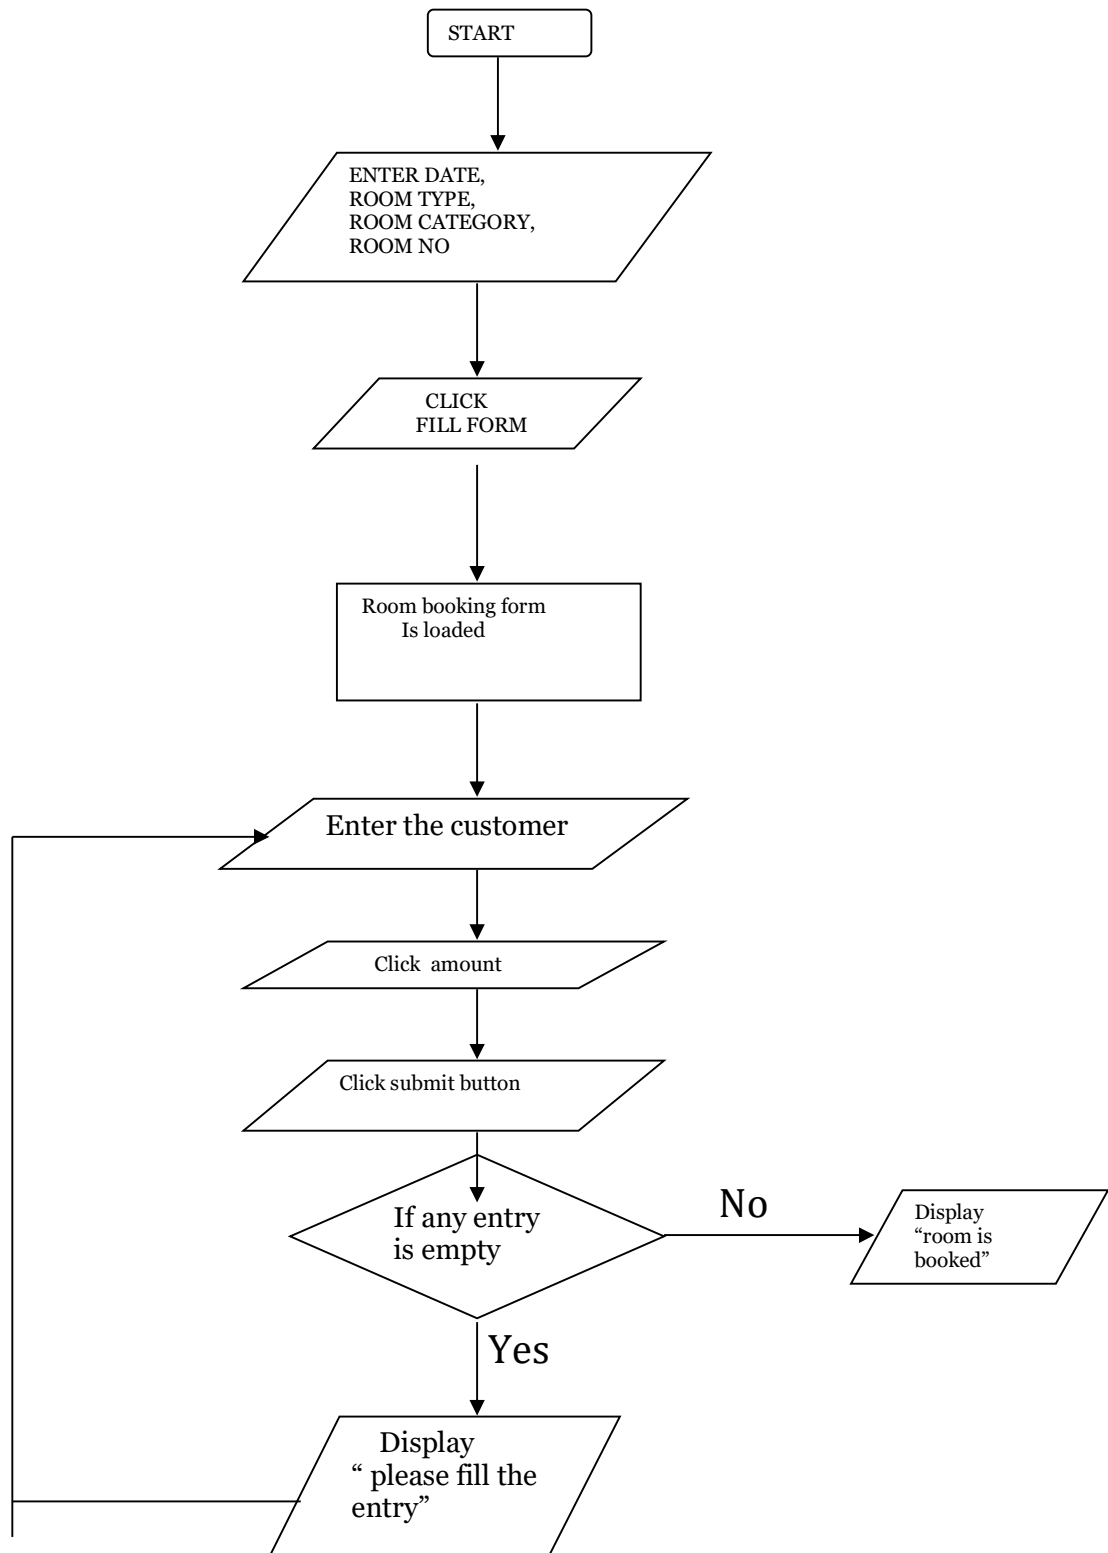 START
ENTER DATE,
ROOM TYPE,
ROOM CATEGORY,
ROOM NO
CLICK
FILL FORM
Room booking form
Is loaded
Enter the customer
Click  amount
Click submit button
If any entry
is empty
No
Display
“room is
booked”
Yes
Display
“ please fill the
entry”